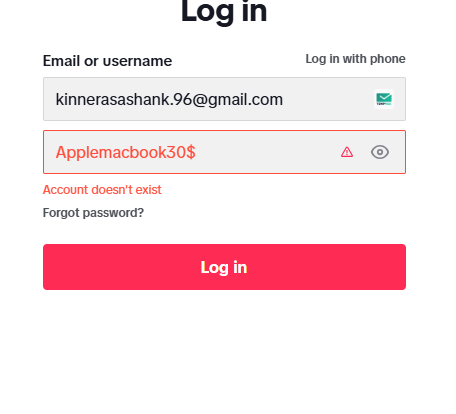 Log in
Email or username Log in with phone
kinnerasashank.96@gmail.com
Applemacbook30$
Account doesn't exist
Forgot password?
Log in